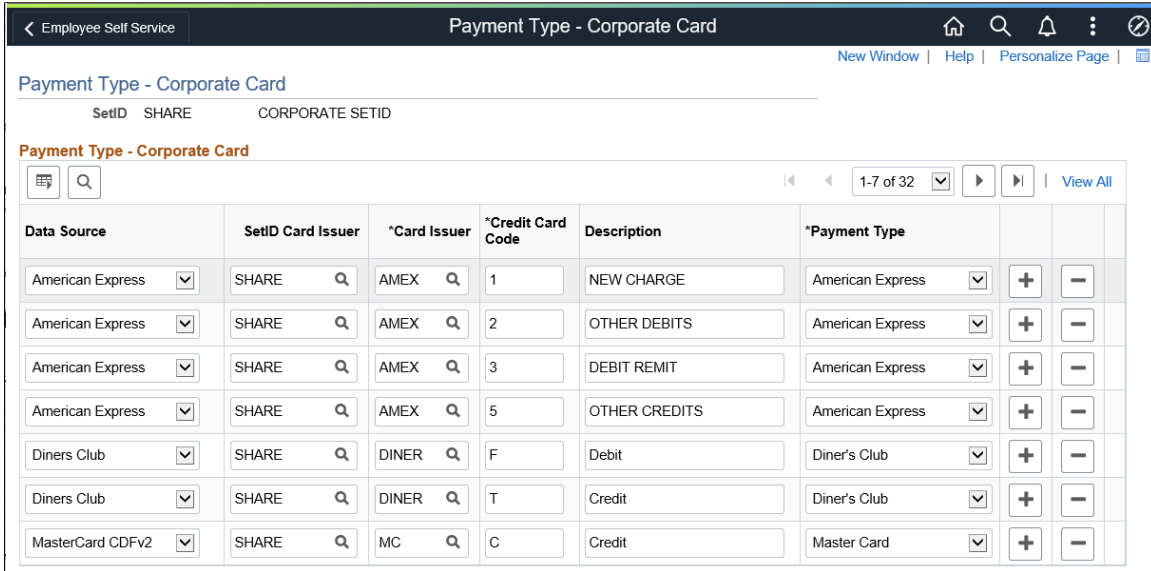 Employee Self Service Payment Type - Corporate Card
New Window | Help | Personalize Page |
Payment Type - Corporate Card
SetID SHARE CORPORATE SETID
Payment Type - Corporate Card
1-7 of 32 | View All
Data Source SetID Card Issuer *Card Issuer *Credit Card Code Description *Payment Type
American Express SHARE AMEX 1 NEW CHARGE American Express
American Express SHARE AMEX 2 OTHER DEBITS American Express
American Express SHARE AMEX 3 DEBIT REMIT American Express
American Express SHARE AMEX 5 OTHER CREDITS American Express
Diners Club SHARE DINER F Debit Diner's Club
Diners Club SHARE DINER T Credit Diner's Club
MasterCard CDFv2 SHARE MC C Credit Master Card